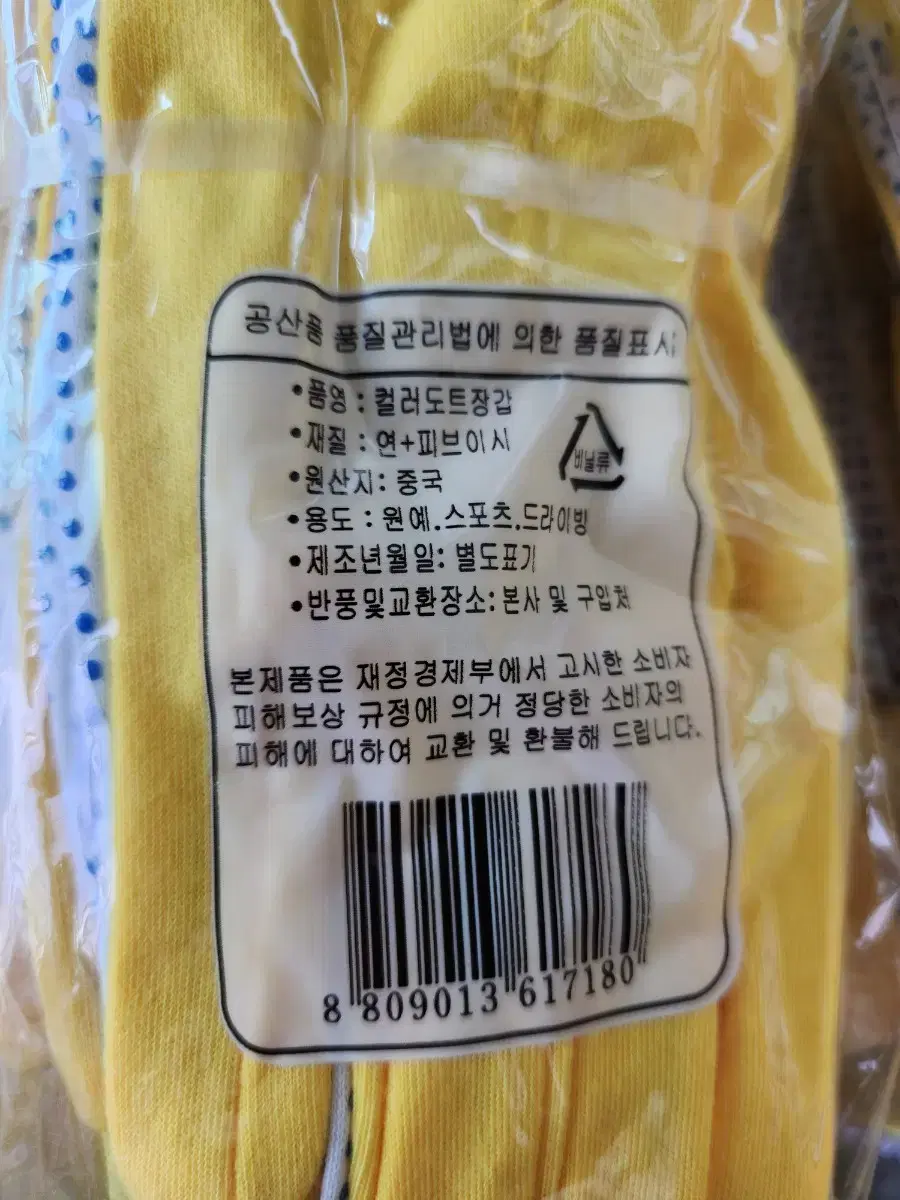 공산품 품질관리법에 의한 품질표시
•품명 : 컬러도트장갑
•재질 : 연+피브이시
비닐류
•원산지: 중국
•용도 : 원예.스포츠.드라이빙
•제조년월일: 별도표기
•반품및교환장소: 본사 및 구입처
본제품은 재정경제부에서 고시한 소비자
피해보상 규정에 의거 정당한 소비자의
피해에 대하여 교환 및 환불해 드립니다.
8 809013 617180